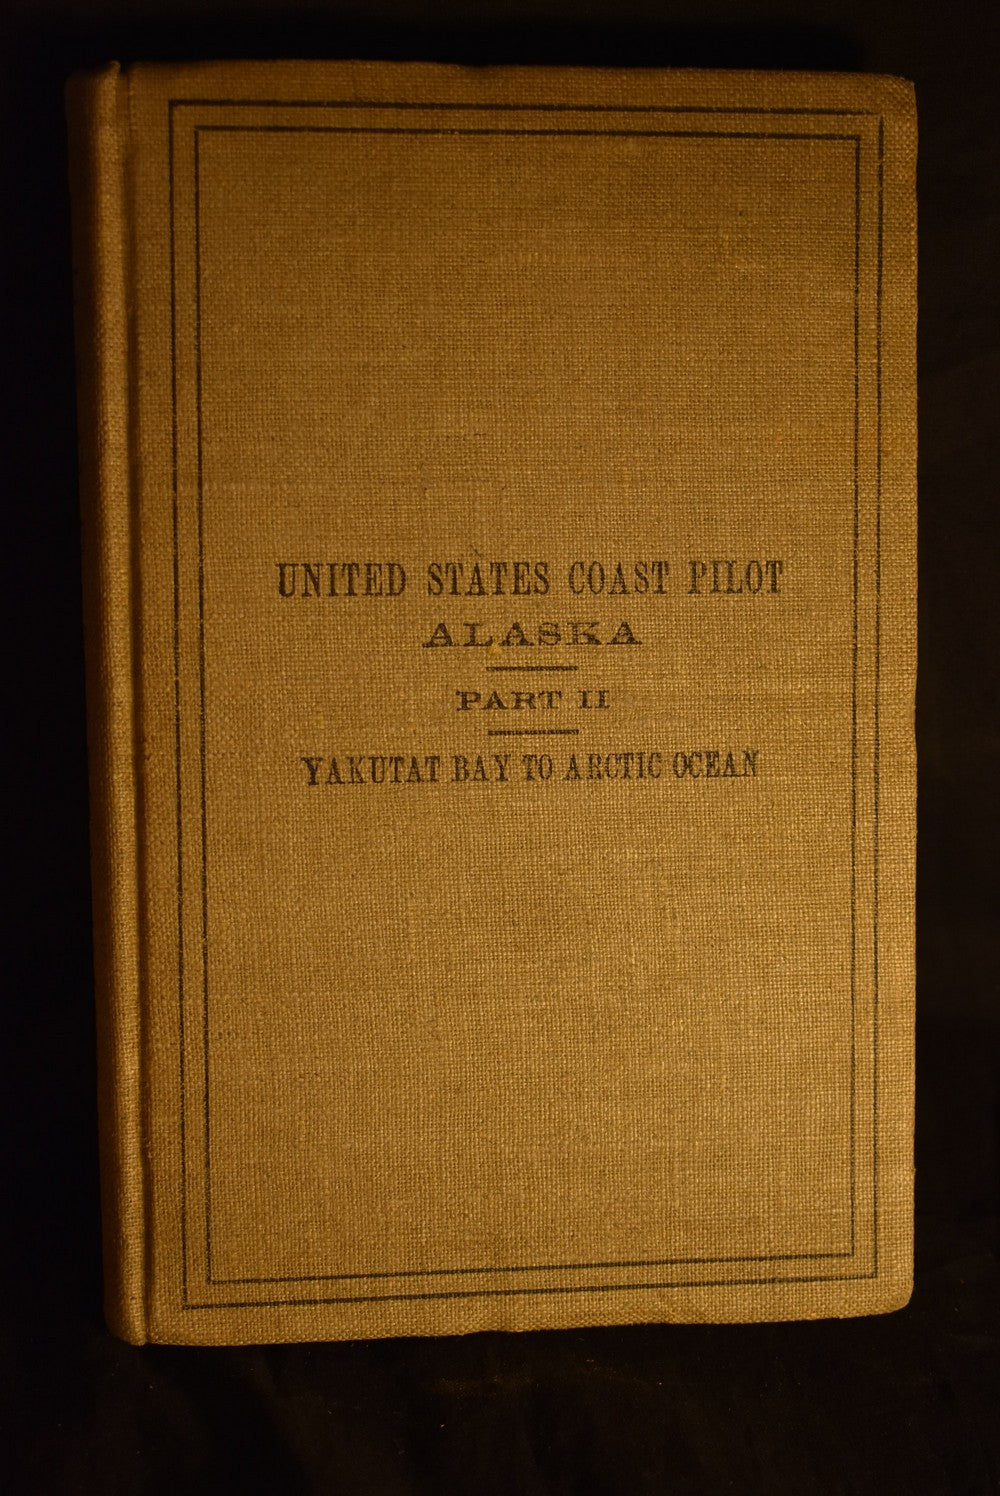 UNITED STATES COAST PILOT
ALASKA
PART II
YAKUTAT BAY TO ARCTIC OCEAN